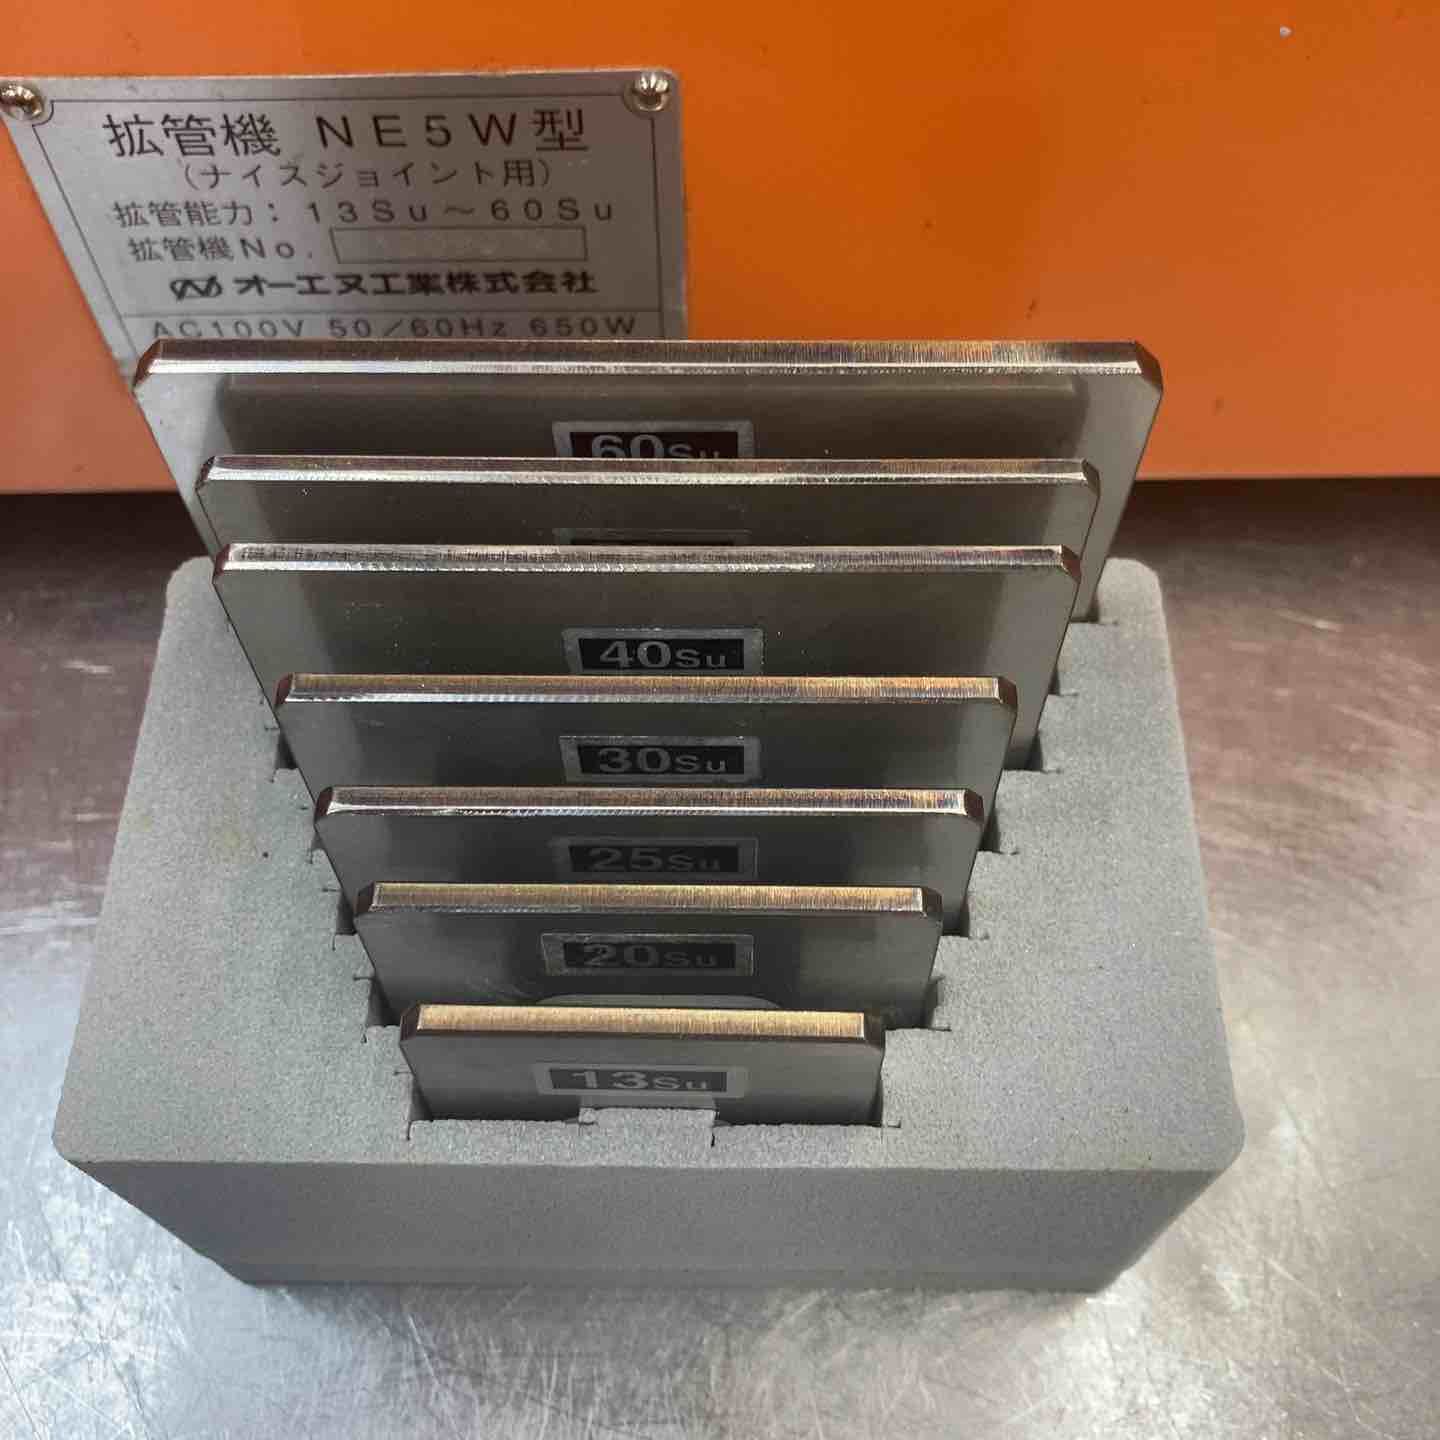 拡管機 NE5W型
(ナイスジョイント用)
拡管能力：13Su～60Su
拡管機No.
オーエヌ工業株式会社
AC100V 50/60Hz 650W
60Su
40Su
30Su
25Su
20Su
13Su